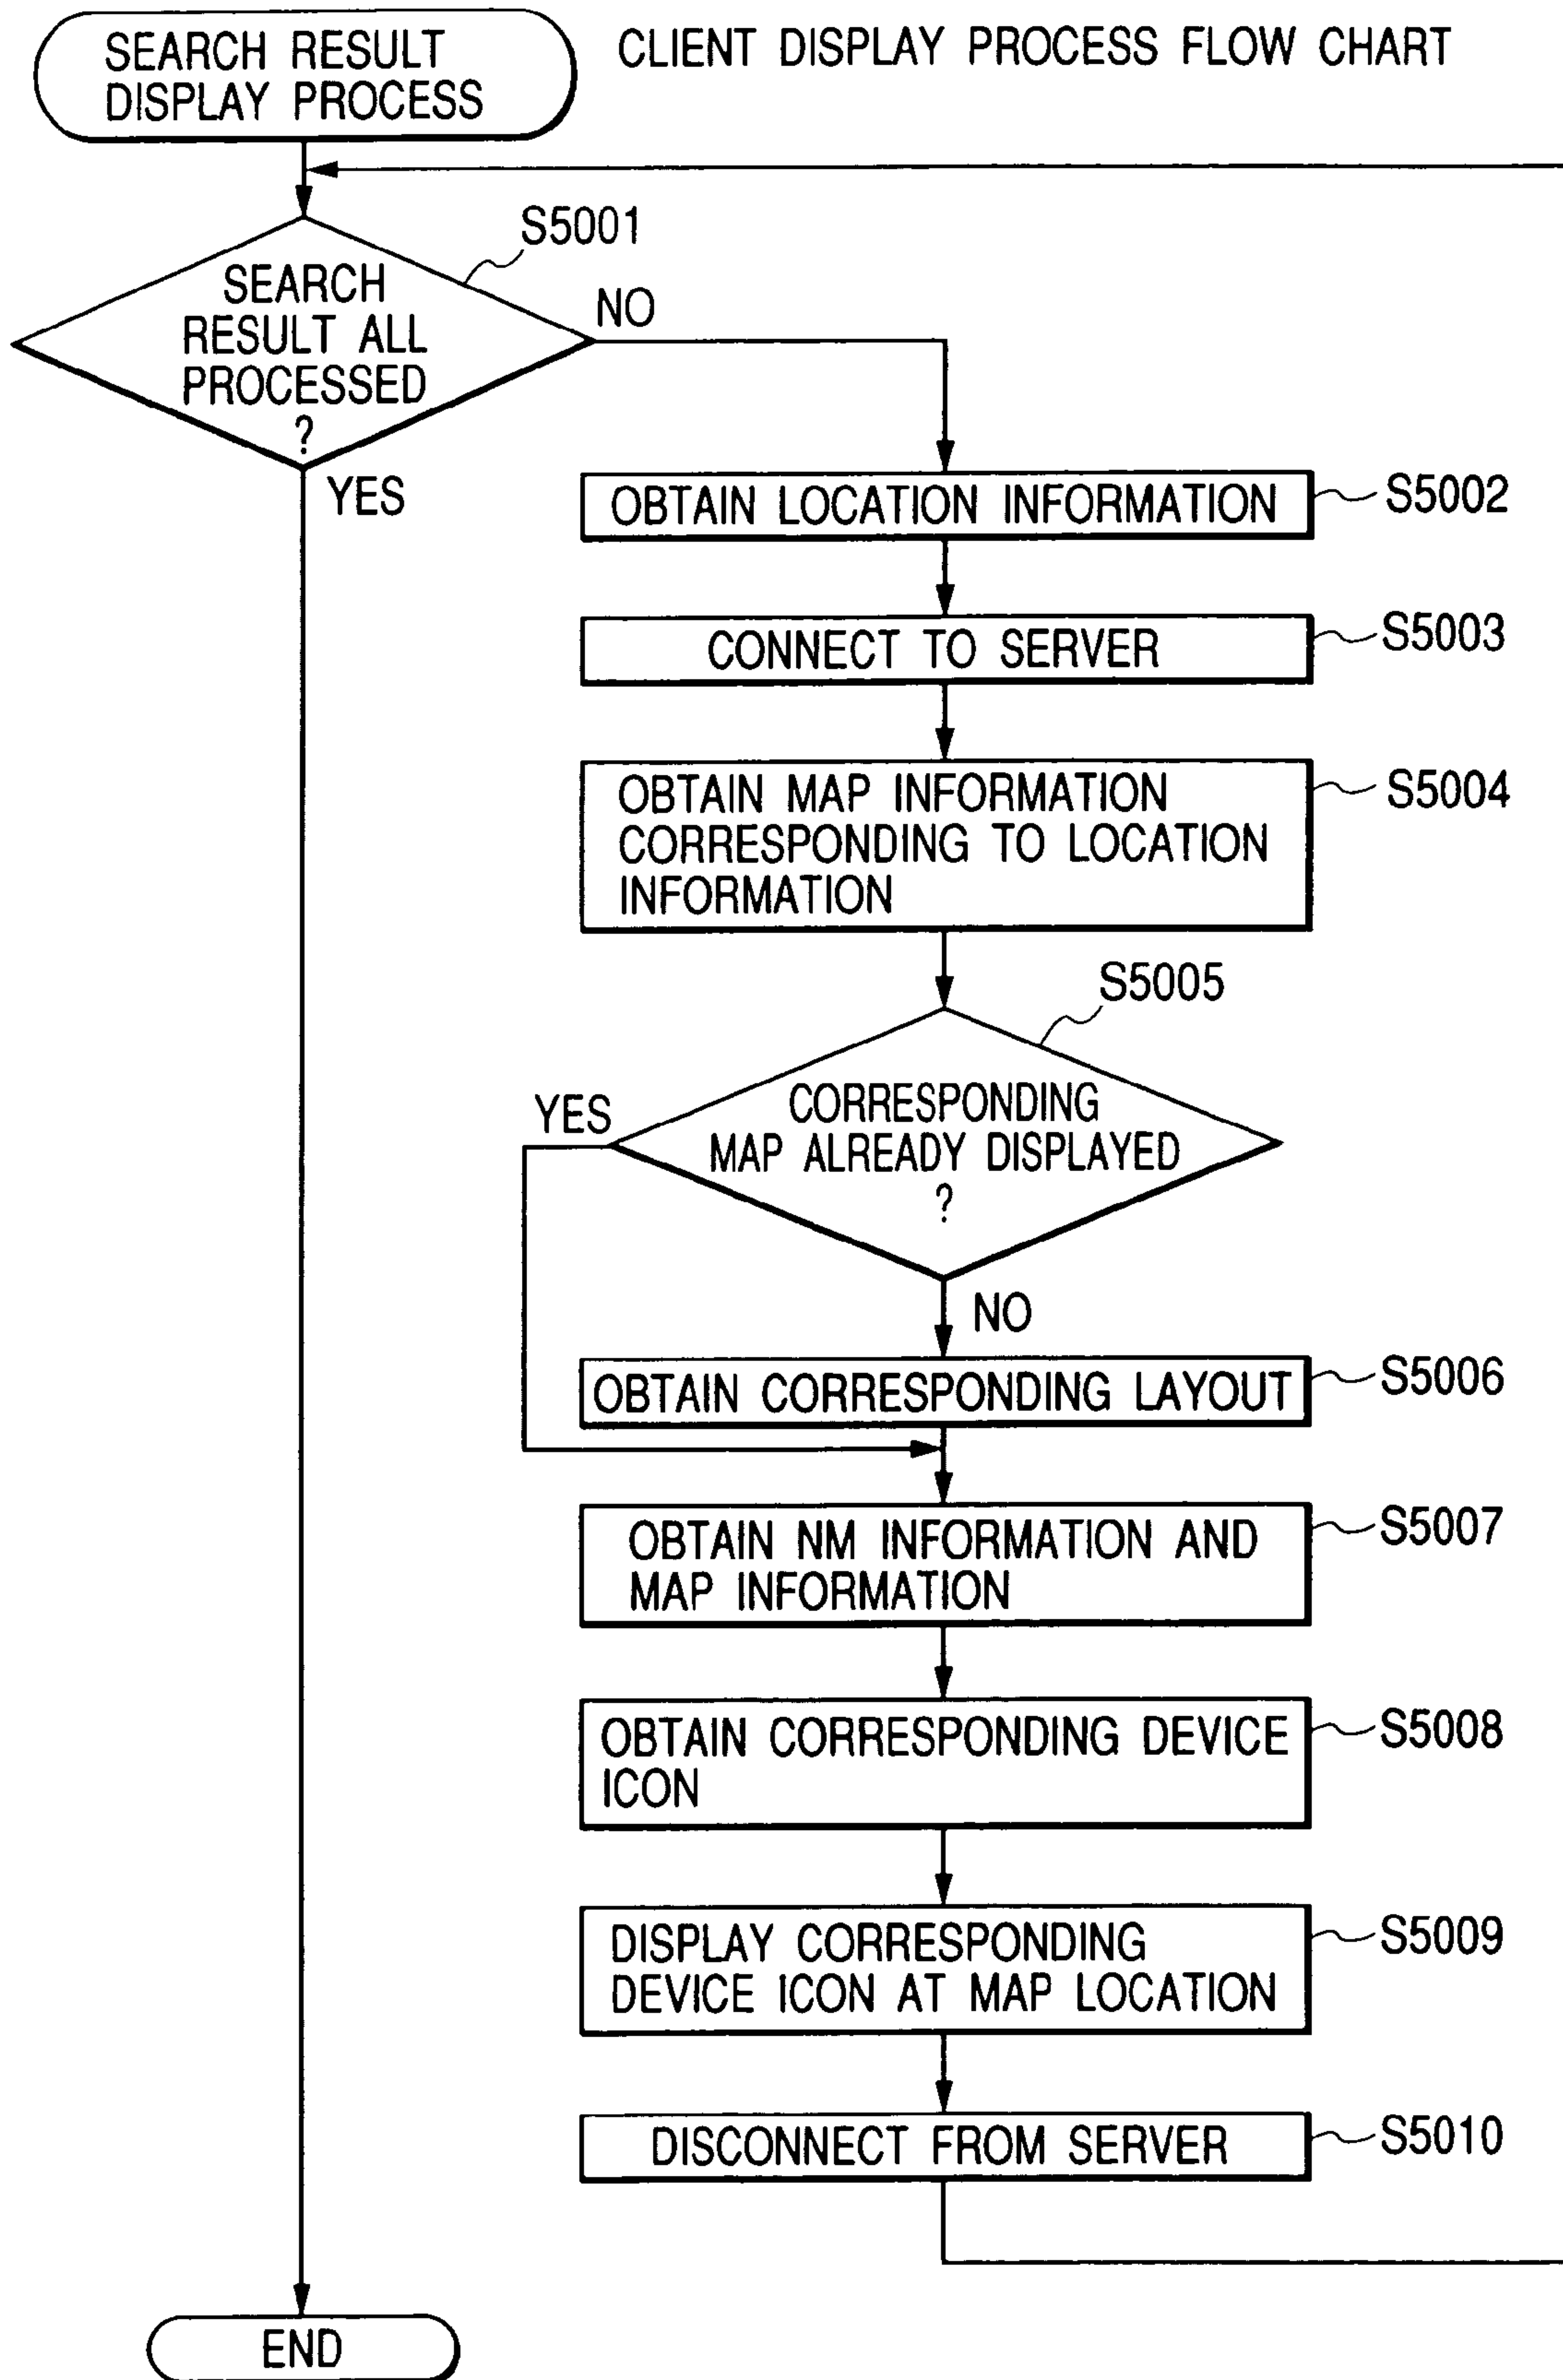 SEARCH RESULT
DISPLAY PROCESS
CLIENT DISPLAY PROCESS FLOW CHART
S5001
SEARCH
RESULT ALL
PROCESSED
?
NO
YES
OBTAIN LOCATION INFORMATION
S5002
CONNECT TO SERVER
S5003
OBTAIN MAP INFORMATION
CORRESPONDING TO LOCATION
INFORMATION
S5004
S5005
CORRESPONDING
MAP ALREADY DISPLAYED
?
YES
NO
OBTAIN CORRESPONDING LAYOUT
S5006
OBTAIN NM INFORMATION AND
MAP INFORMATION
S5007
OBTAIN CORRESPONDING DEVICE
ICON
S5008
DISPLAY CORRESPONDING
DEVICE ICON AT MAP LOCATION
S5009
DISCONNECT FROM SERVER
S5010
END